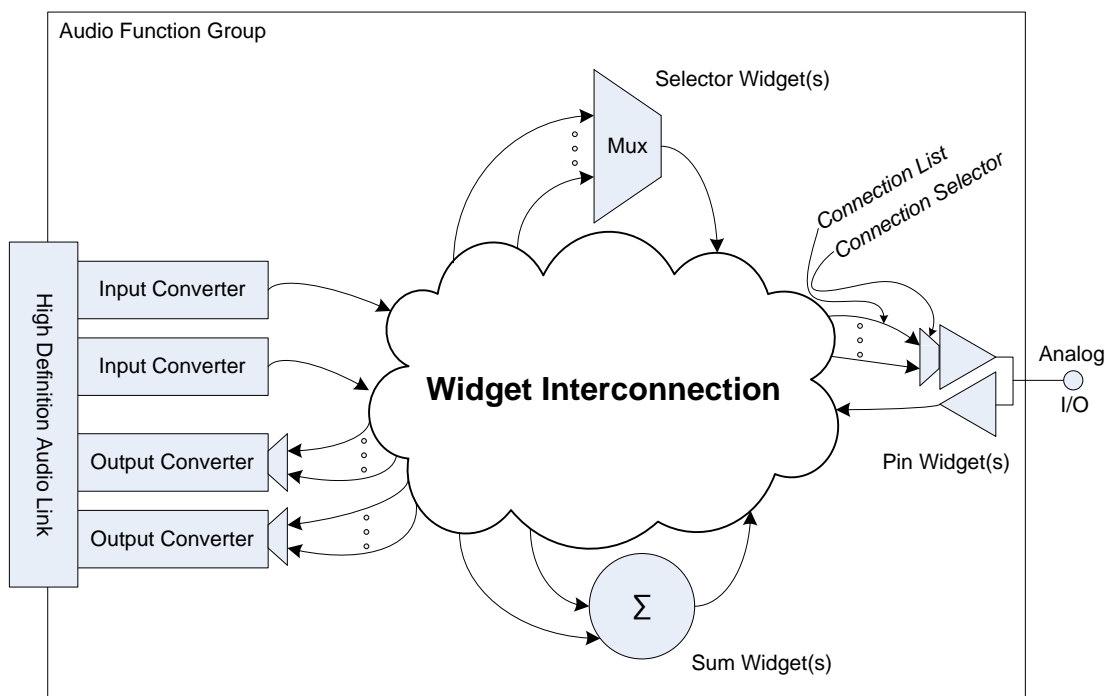 Audio Function Group
Selector Widget(s)
Mux
Connection List
Connection Selector
High Definition Audio Link
Input Converter
Input Converter
Output Converter
Output Converter
Widget Interconnection
Analog
I/O
Pin Widget(s)
Σ
Sum Widget(s)